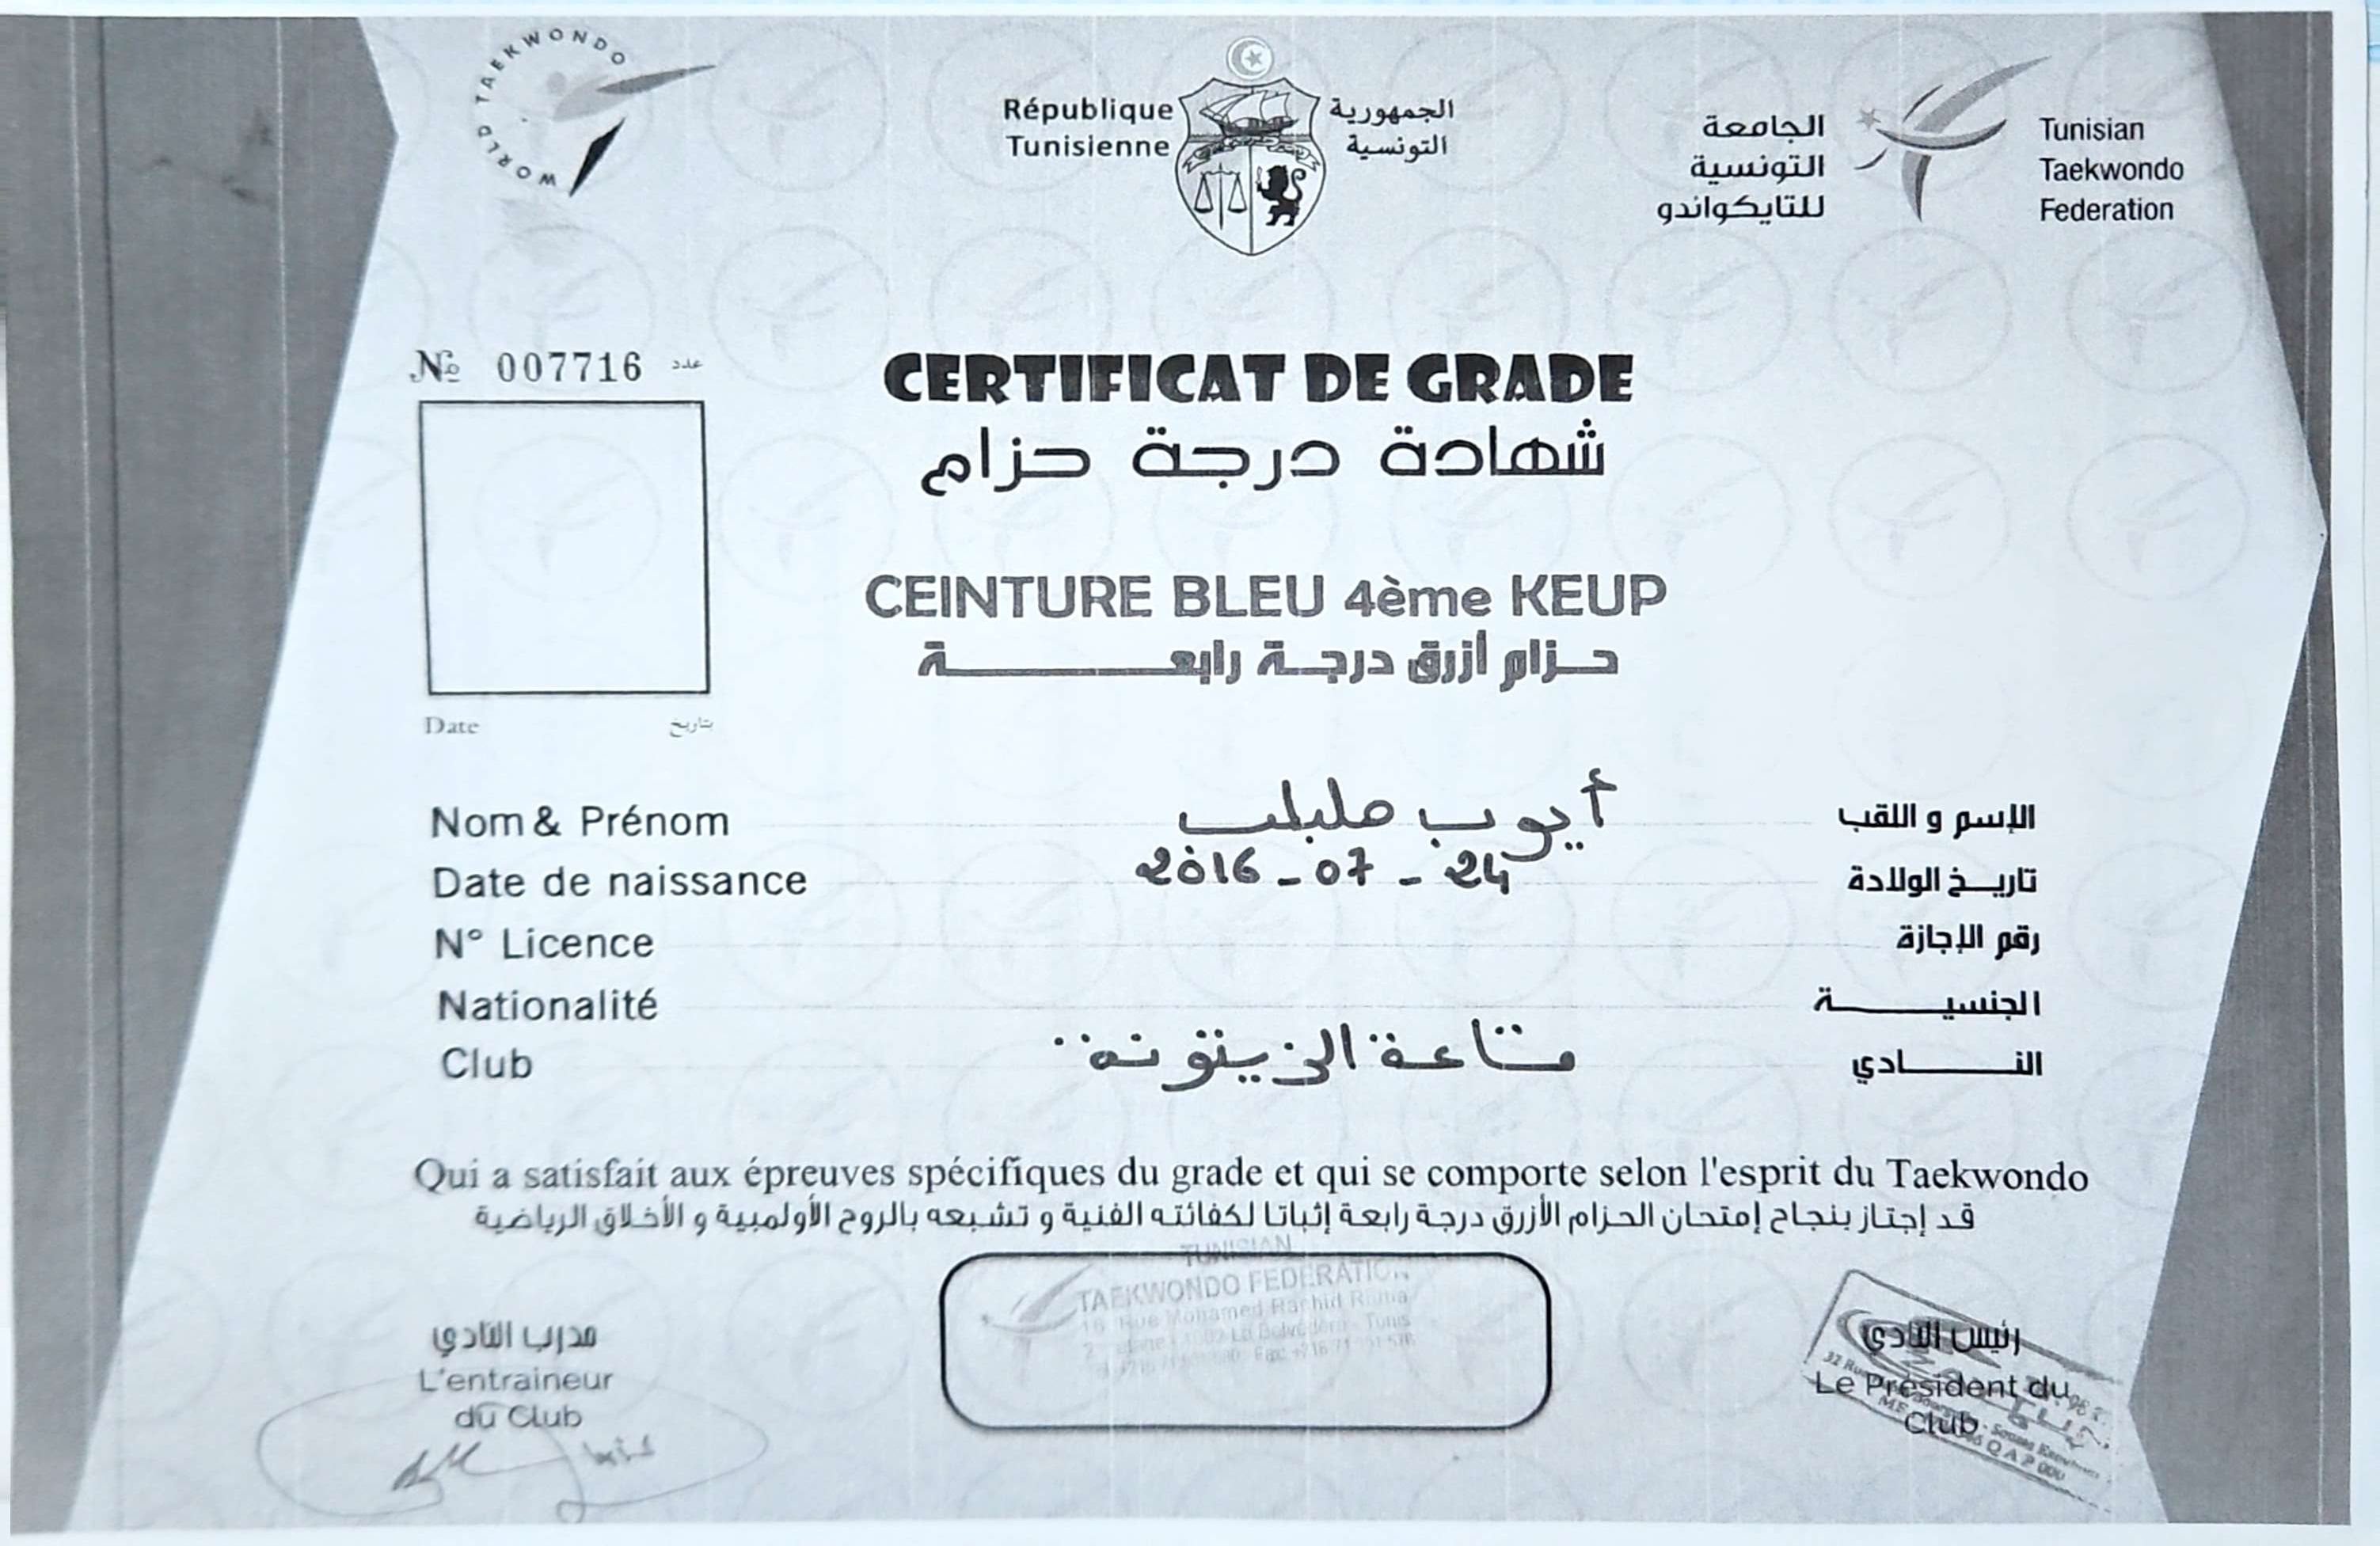 WORLD TAEKWONDO
République
Tunisienne
الجمهورية
التونسية
الجامعة
التونسية
للتايكواندو
Tunisian
Taekwondo
Federation
№ 007716 عدد
CERTIFICAT DE GRADE
شهادة درجة حزام
CEINTURE BLEU 4ème KEUP
حزام أزرق درجة رابعة
Date بتاريخ
Nom & Prénom أيوب الإسم و اللقب
Date de naissance 2016 - 07 - 24 تاريخ الولادة
N° Licence رقم الإجازة
Nationalité الجنسية
Club الزيتونة النادي
Qui a satisfait aux épreuves spécifiques du grade et qui se comporte selon l'esprit du Taekwondo
قد إجتاز بنجاح إمتحان الحزام الأزرق درجة رابعة إثباتا لكفائته الفنية و تشبعه بالروح الأولمبية و الأخلاق الرياضية
TUNISIAN
TAEKWONDO FEDERATION
Rue Mohamed Rachid
Tunis
مدرب النادي
L'entraineur
du Club
رئيس النادي
Le Président du
Club